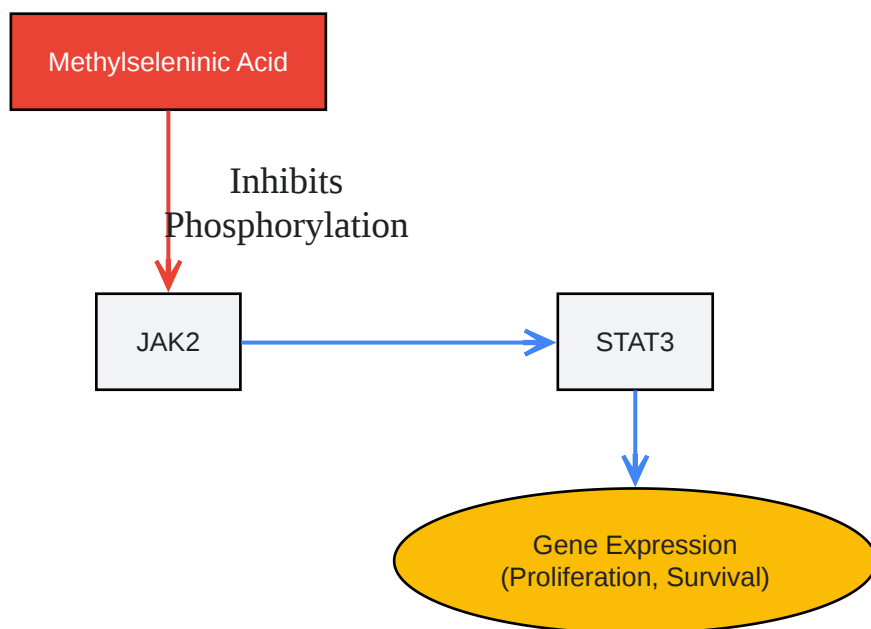 Methylseleninic Acid
Inhibits
Phosphorylation
JAK2
STAT3
Gene Expression
(Proliferation, Survival)